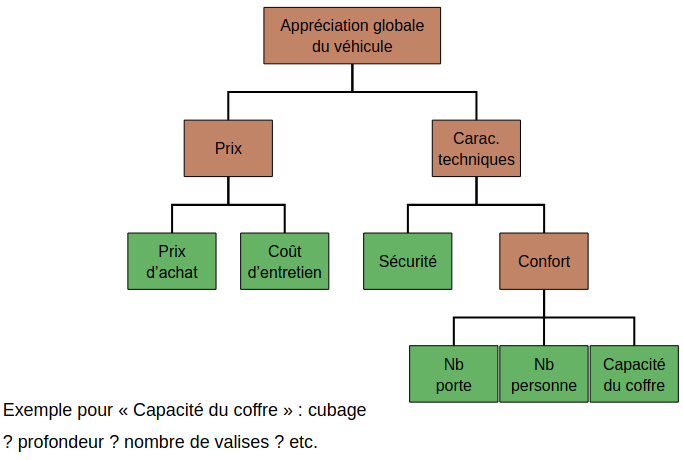 Appréciation globale
du véhicule
Prix
Carac.
techniques
Prix
d’achat
Coût
d’entretien
Sécurité
Confort
Nb
porte
Nb
personne
Capacité
du coffre
Exemple pour « Capacité du coffre » : cubage
? profondeur ? nombre de valises ? etc.